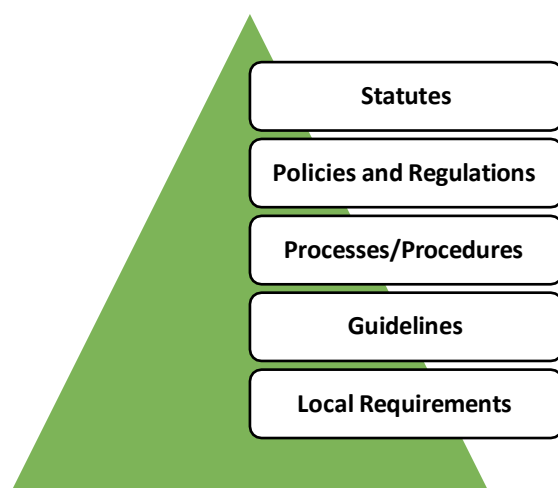 Statutes
Policies and Regulations
Processes/Procedures
Guidelines
Local Requirements